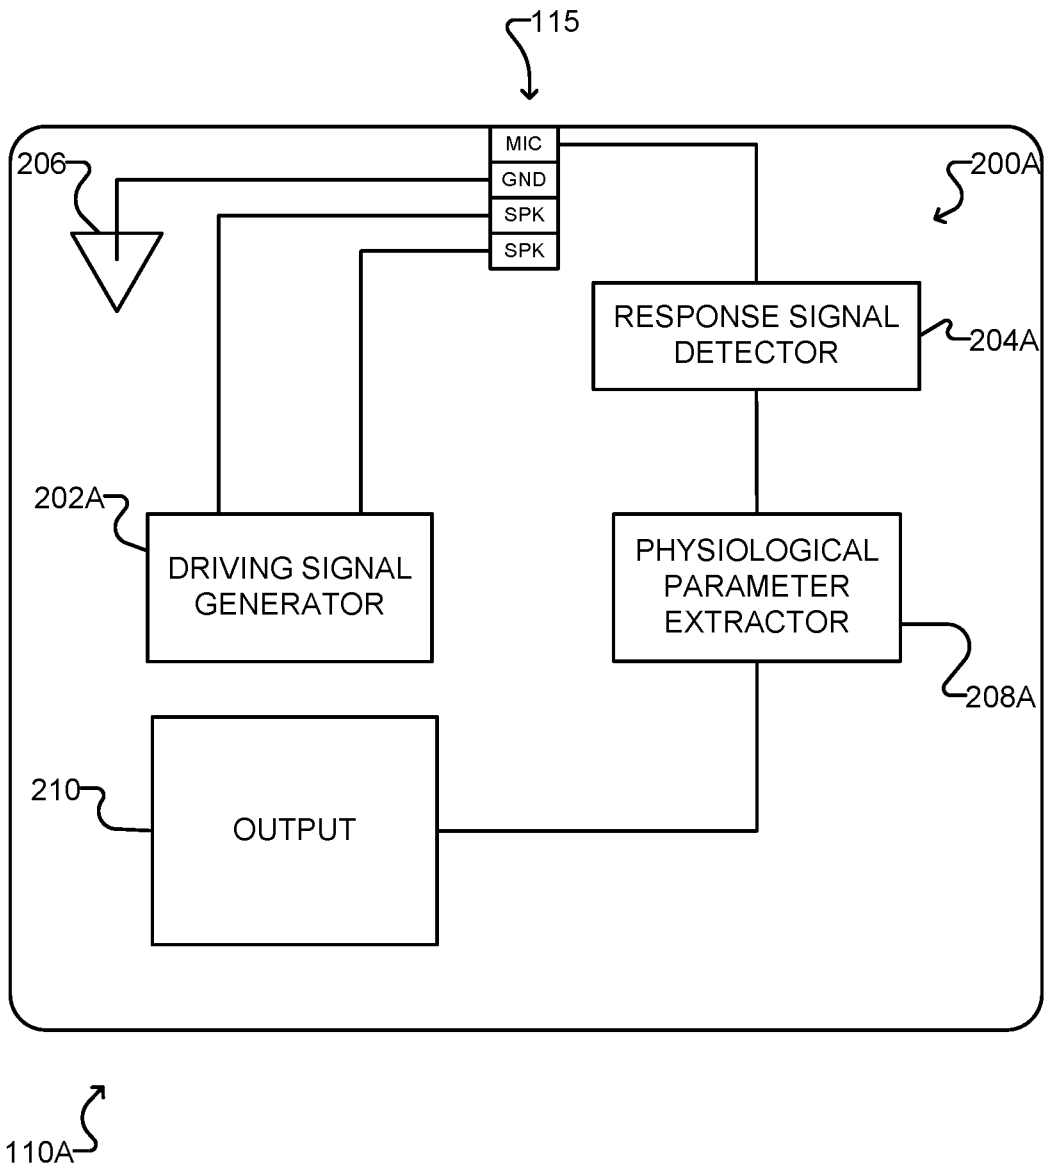 115
MIC
206
200A
GND
SPK
SPK
RESPONSE SIGNAL
DETECTOR
204A
202A
PHYSIOLOGICAL
PARAMETER
EXTRACTOR
DRIVING SIGNAL
GENERATOR
208A
210
OUTPUT
110A